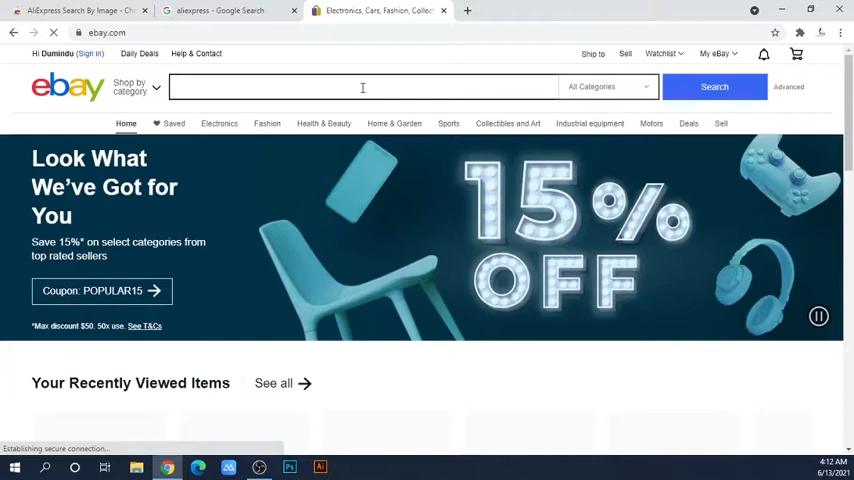 AliExpress Search By Image - Ch
aliexpress - Google Search
Electronics, Cars, Fashion, Collect
ebay.com
Hi Dumindu (Sign in) Daily Deals Help & Contact Ship to Sell Watchlist My eBay
ebay Shop by category All Categories Search Advanced
Home Saved Electronics Fashion Health & Beauty Home & Garden Sports Collectibles and Art Industrial equipment Motors Deals Sell
Look What
We've Got for
You
Save 15%* on select categories from
top rated sellers
Coupon: POPULAR15
*Max discount $50. 50x use. See T&Cs
15%
OFF
Your Recently Viewed Items See all
Establishing secure connection...
Ps Ai
4:12 AM
6/13/2021